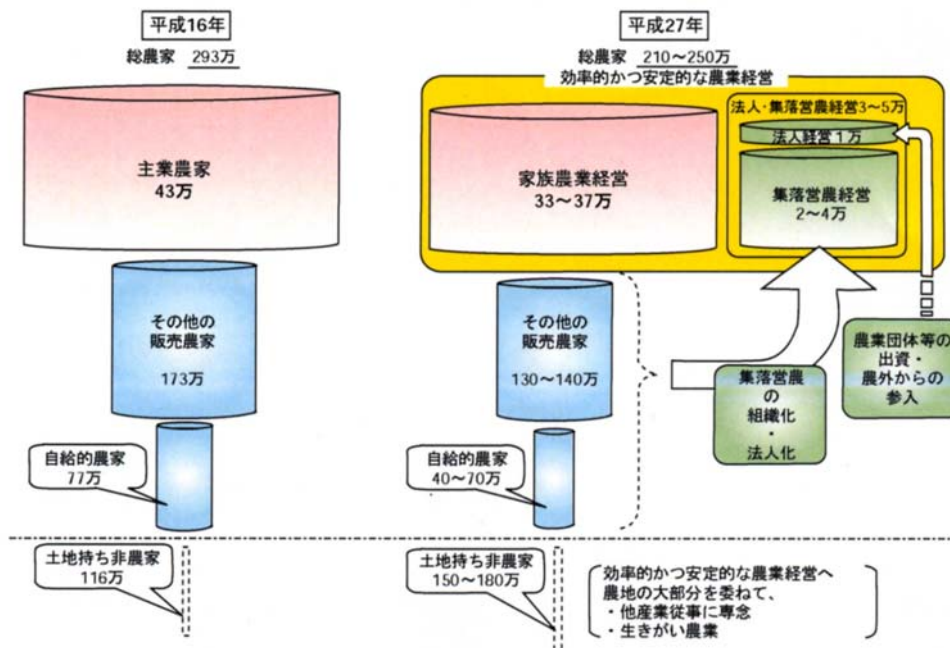 平成16年
総農家 293万
主業農家
43万
その他の
販売農家
173万
自給的農家
77万
土地持ち非農家
116万
平成27年
総農家 210～250万
効率的かつ安定的な農業経営
家族農業経営
33～37万
法人・集落営農経営3～5万
法人経営1万
集落営農経営
2～4万
その他の
販売農家
130～140万
自給的農家
40～70万
集落営農
の
組織化
・
法人化
農業団体等の
出資・
農外からの
参入
土地持ち非農家
150～180万
効率的かつ安定的な農業経営へ
農地の大部分を委ねて、
・他産業従事に専念
・生きがい農業